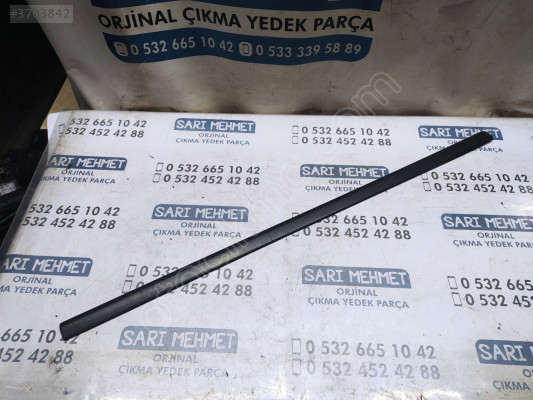 #3703842
SARI MEHMET
ORJİNAL ÇIKMA YEDEK PARÇA
0 532 665 10 42 / 0 533 339 58 89
532 665 10 42
0 532 452 42 88
SARI MEHMET
ORJİNAL
ÇIKMA YEDEK PARÇA
0 532 665 10 42
0 532 452 42 88
SARI MEHMET
ORJİNAL
ÇIKMA YEDEK PARÇA
0 532 665 10 42
0 532 452 42 88
SARI MEHMET
ORJİNAL
ÇIKMA YEDEK PARÇA
0 532 665 10 42
0 532 452 42 88
SARI MEHMET
ORJİNAL
ÇIKMA YEDEK PARÇA
0 532 665 10 42
0 532 452 42 88
0 532 665 10 42
0 532 452 42 88
SARI MEHMET
ORJİNAL
ÇIKMA YEDEK PARÇA
0 532 665 10 42
0 532 452 42 88
SARI MEHMET
ORJİNAL
ÇIKMA YEDEK PARÇA
0 532 665 10 42
0 532 452 42 88
SARI MEHMET
ORJİNAL
ÇIKMA YEDEK PARÇA
0 532 665 10 42
0 532 452 42 88
SARI MEHMET
ORJİNAL